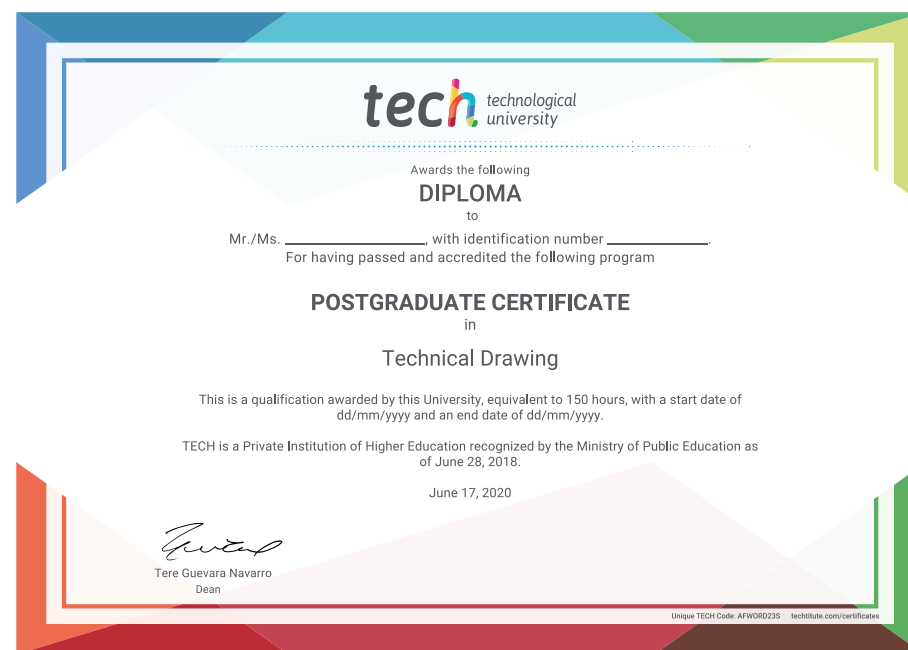 tech technological
university
Awards the following
DIPLOMA
to
Mr./Ms. ____________, with identification number _________.
For having passed and accredited the following program
POSTGRADUATE CERTIFICATE
in
Technical Drawing
This is a qualification awarded by this University, equivalent to 150 hours, with a start date of
dd/mm/yyyy and an end date of dd/mm/yyyy.
TECH is a Private Institution of Higher Education recognized by the Ministry of Public Education as
of June 28, 2018.
June 17, 2020
Tere Guevara Navarro
Dean
Unique TECH Code: AFWORD23S techtitute.com/certificates